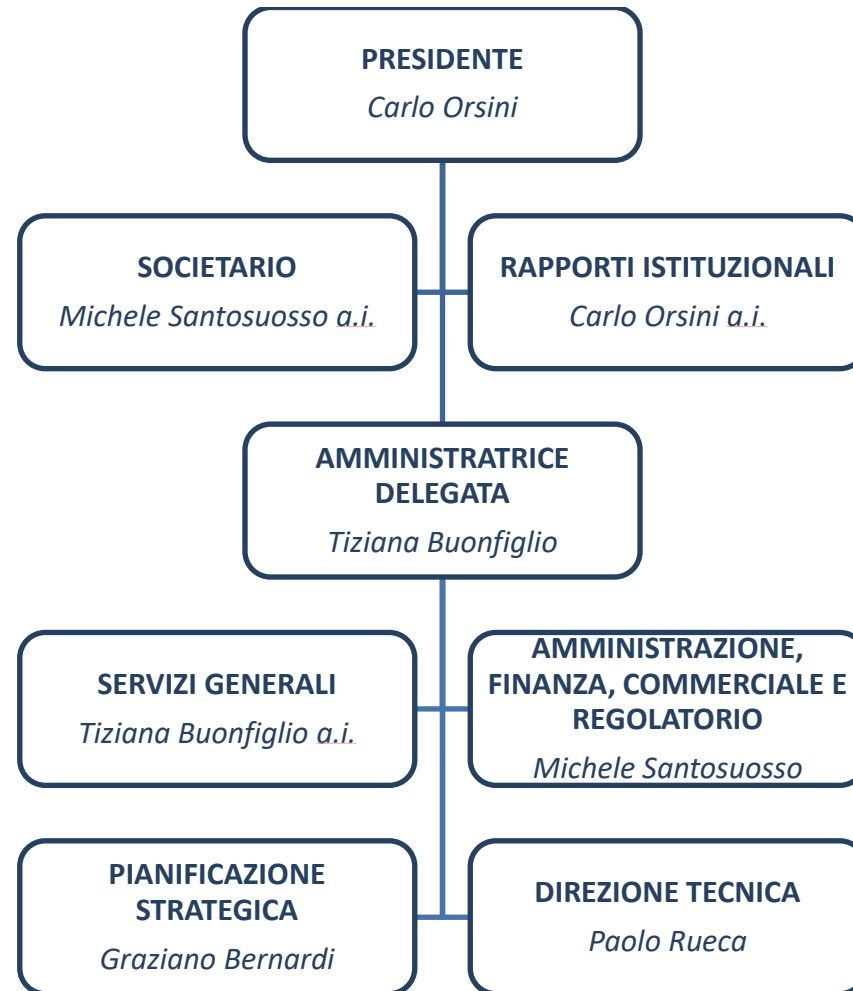 PRESIDENTE
Carlo Orsini
SOCIETARIO
Michele Santosuosso a.i.
RAPPORTI ISTITUZIONALI
Carlo Orsini a.i.
AMMINISTRATRICE
DELEGATA
Tiziana Buonfiglio
SERVIZI GENERALI
Tiziana Buonfiglio a.i.
AMMINISTRAZIONE,
FINANZA, COMMERCIALE E
REGOLATORIO
Michele Santosuosso
PIANIFICAZIONE
STRATEGICA
Graziano Bernardi
DIREZIONE TECNICA
Paolo Rueca